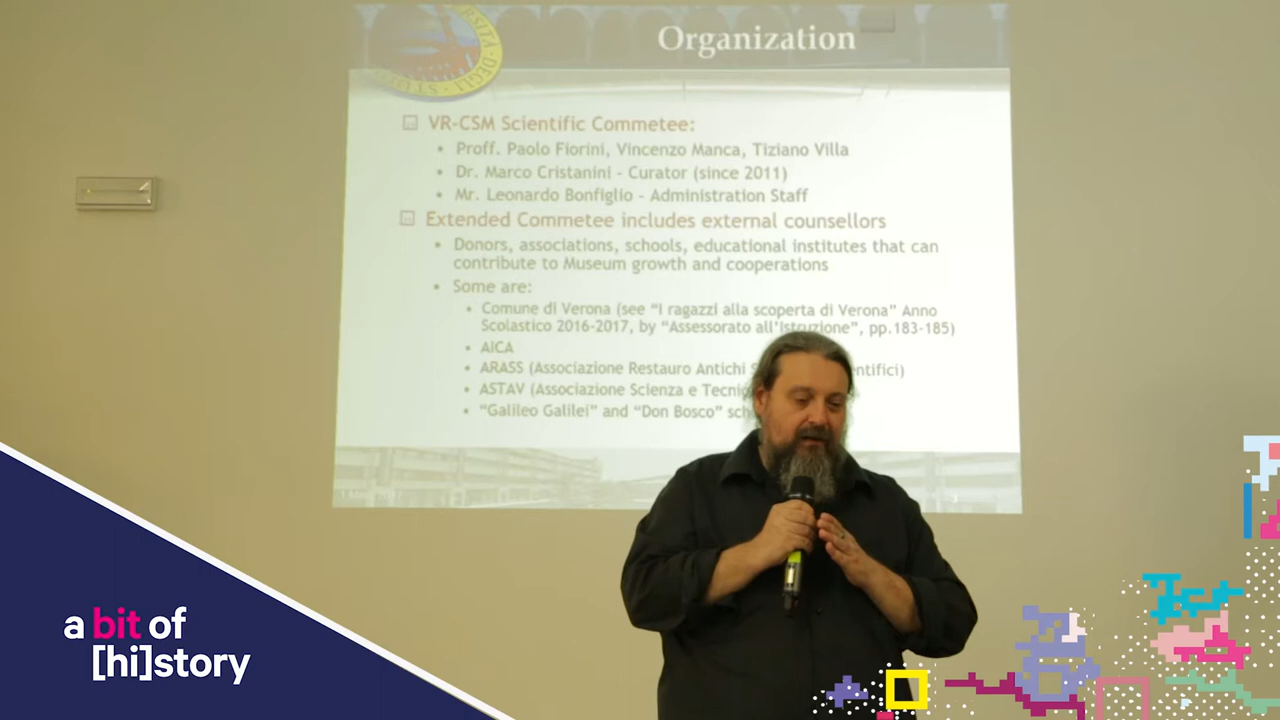 Organization
VR-CSM Scientific Commetee:
Proff. Paolo Fiorini, Vincenzo Manca, Tiziano Villa
Dr. Marco Cristanini - Curator (since 2011)
Mr. Leonardo Bonfiglio - Administration Staff
Extended Commetee includes external counsellors
Donors, associations, schools, educational institutes that can
contribute to Museum growth and cooperations
Some are:
Comune di Verona (see “I ragazzi alla scoperta di Verona” Anno
Scolastico 2016-2017, by “Assessorato all’Istruzione”, pp.183-185)
AICA
ARASS (Associazione Restauro Antichi
ASTAV (Associazione Scienza e
“Galileo Galilei” and “Don Bosco”
a bit of
[hi]story